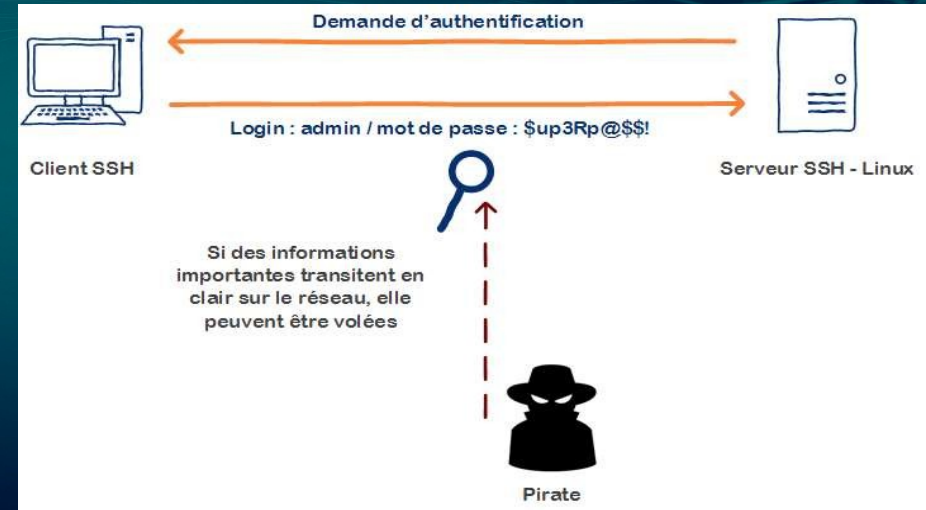 Demande d'authentification
Login : admin / mot de passe : $up3Rp@$$!
Client SSH
Serveur SSH - Linux
Si des informations
importantes transitent en
clair sur le réseau, elle
peuvent être volées
Pirate